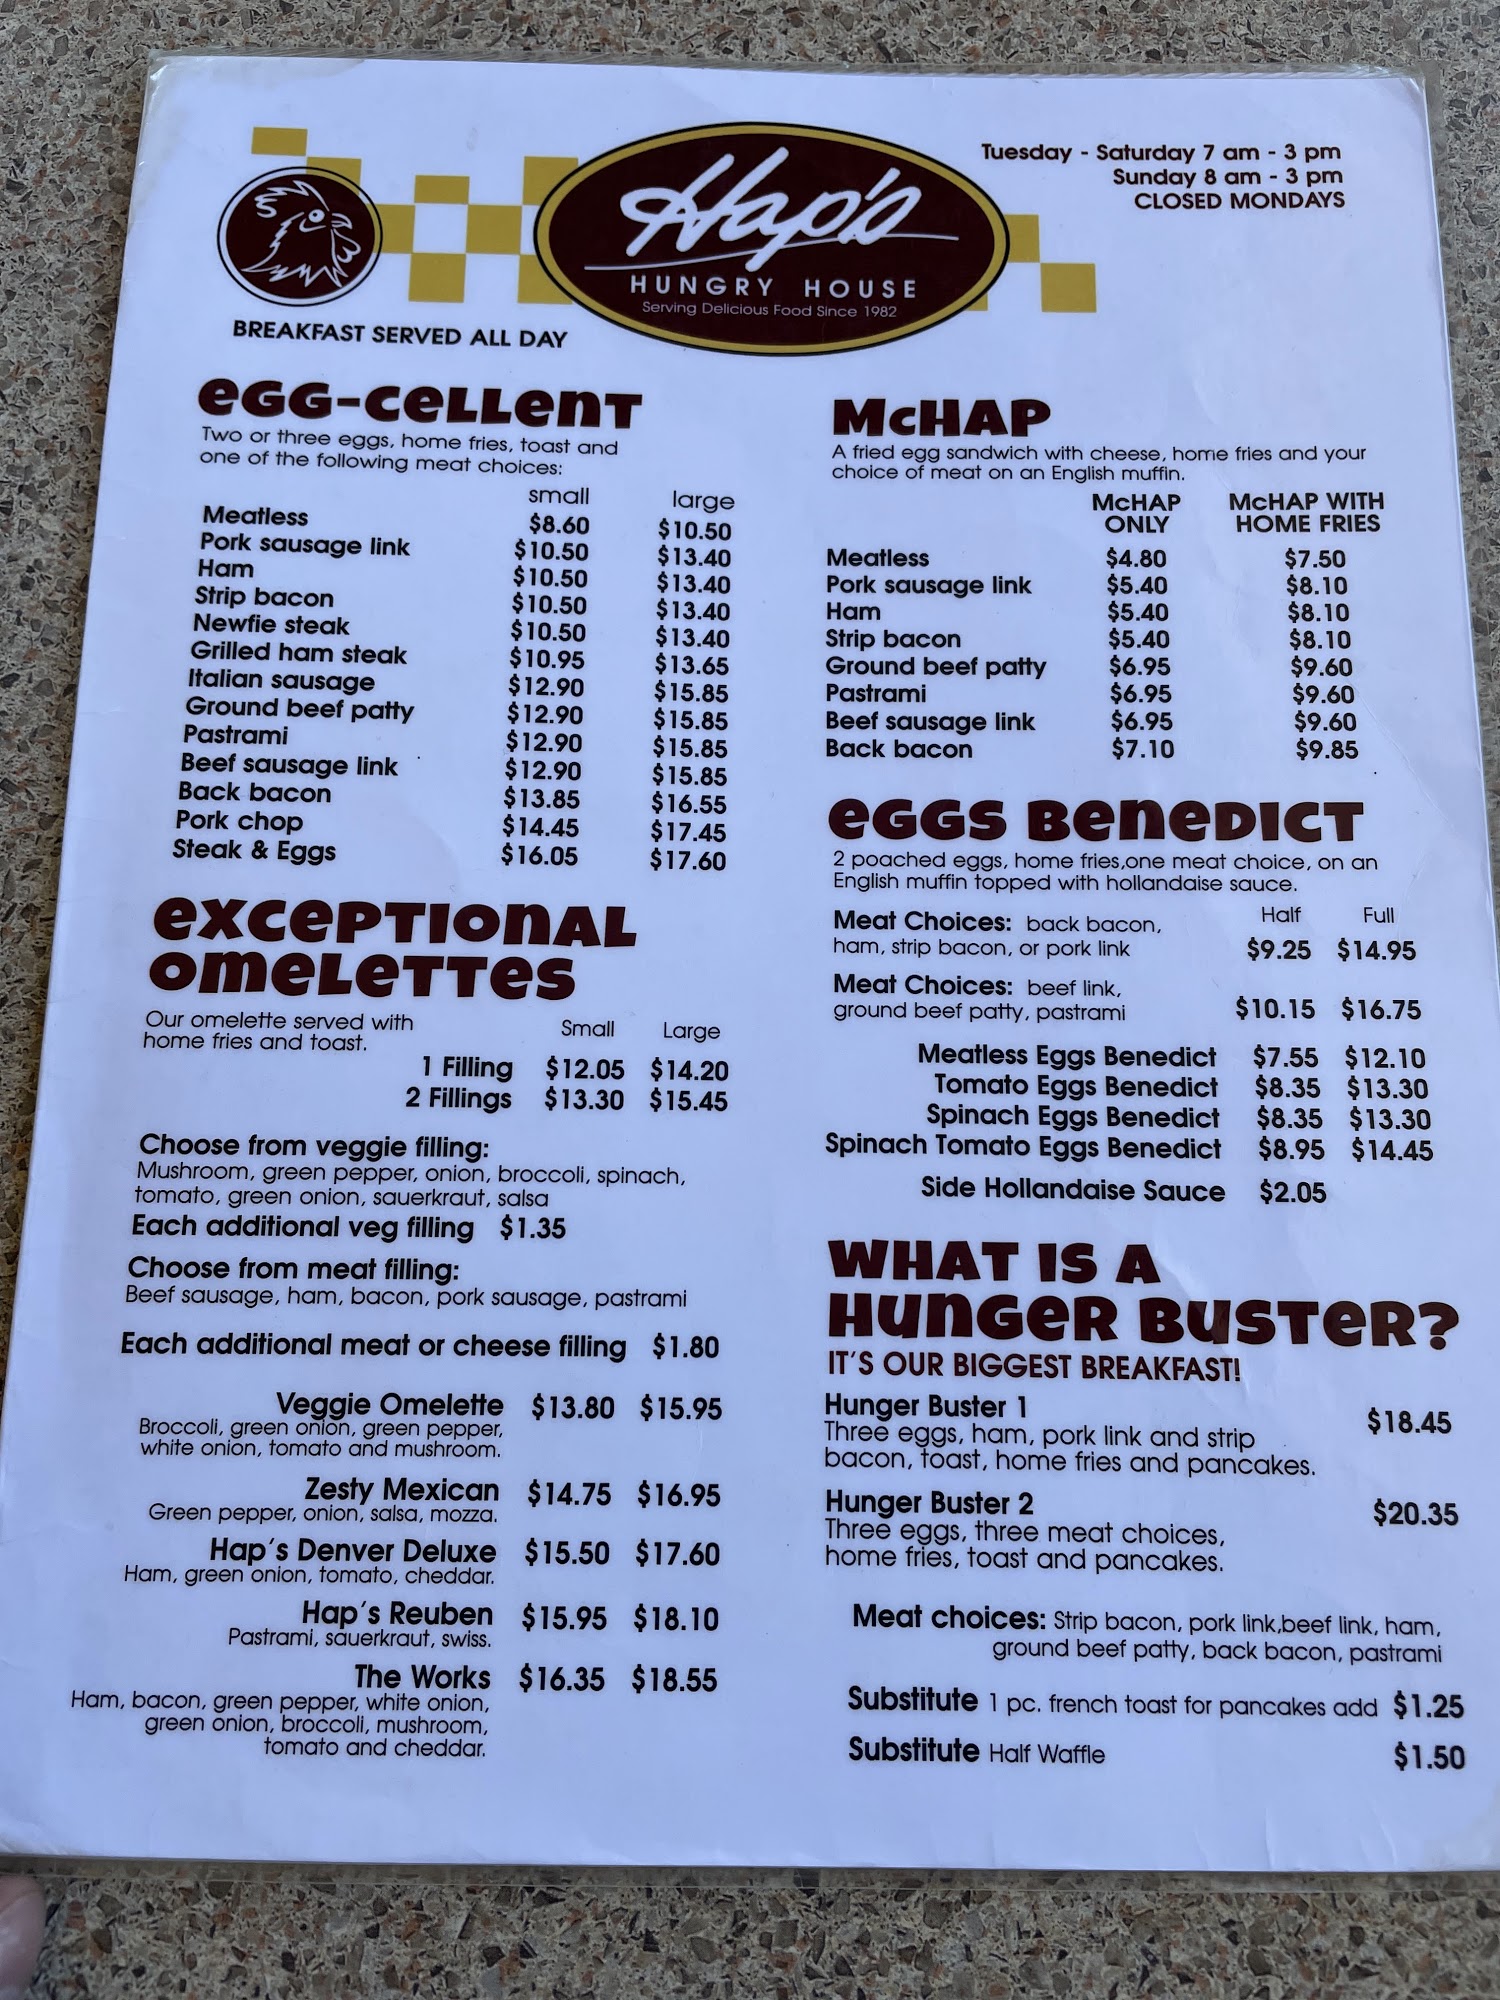 Tuesday - Saturday 7 am - 3 pm
Sunday 8 am - 3 pm
CLOSED MONDAYS
Hap's
HUNGRY HOUSE
Serving Delicious Food Since 1982
BREAKFAST SERVED ALL DAY
eGG-ceLLenT
Two or three eggs, home fries, toast and
one of the following meat choices:
small large
Meatless $8.60 $10.50
Pork sausage link $10.50 $13.40
Ham $10.50 $13.40
Strip bacon $10.50 $13.40
Newfie steak $10.50 $13.40
Grilled ham steak $10.95 $13.65
Italian sausage $12.90 $15.85
Ground beef patty $12.90 $15.85
Pastrami $12.90 $15.85
Beef sausage link $12.90 $15.85
Back bacon $13.85 $16.55
Pork chop $14.45 $17.45
Steak & Eggs $16.05 $17.60
exceptional
omelettes
Our omelette served with
home fries and toast.
Small Large
1 Filling $12.05 $14.20
2 Fillings $13.30 $15.45
Choose from veggie filling:
Mushroom, green pepper, onion, broccoli, spinach,
tomato, green onion, sauerkraut, salsa
Each additional veg filling $1.35
Choose from meat filling:
Beef sausage, ham, bacon, pork sausage, pastrami
Each additional meat or cheese filling $1.80
Veggie Omelette $13.80 $15.95
Broccoli, green onion, green pepper,
white onion, tomato and mushroom.
Zesty Mexican $14.75 $16.95
Green pepper, onion, salsa, mozza.
Hap's Denver Deluxe $15.50 $17.60
Ham, green onion, tomato, cheddar.
Hap's Reuben $15.95 $18.10
Pastrami, sauerkraut, swiss.
The Works $16.35 $18.55
Ham, bacon, green pepper, white onion,
green onion, broccoli, mushroom,
tomato and cheddar.
McHAP
A fried egg sandwich with cheese, home fries and your
choice of meat on an English muffin.
McHAP McHAP WITH
ONLY HOME FRIES
Meatless $4.80 $7.50
Pork sausage link $5.40 $8.10
Ham $5.40 $8.10
Strip bacon $5.40 $8.10
Ground beef patty $6.95 $9.60
Pastrami $6.95 $9.60
Beef sausage link $6.95 $9.60
Back bacon $7.10 $9.85
eGGS BeneDICT
2 poached eggs, home fries,one meat choice, on an
English muffin topped with hollandaise sauce.
Half Full
Meat Choices: back bacon,
ham, strip bacon, or pork link $9.25 $14.95
Meat Choices: beef link,
ground beef patty, pastrami $10.15 $16.75
Meatless Eggs Benedict $7.55 $12.10
Tomato Eggs Benedict $8.35 $13.30
Spinach Eggs Benedict $8.35 $13.30
Spinach Tomato Eggs Benedict $8.95 $14.45
Side Hollandaise Sauce $2.05
WHAT IS A
HunGeR BuSTeR?
IT'S OUR BIGGEST BREAKFAST!
Hunger Buster 1 $18.45
Three eggs, ham, pork link and strip
bacon, toast, home fries and pancakes.
Hunger Buster 2 $20.35
Three eggs, three meat choices,
home fries, toast and pancakes.
Meat choices: Strip bacon, pork link,beef link, ham,
ground beef patty, back bacon, pastrami
Substitute 1 pc. french toast for pancakes add $1.25
Substitute Half Waffle $1.50